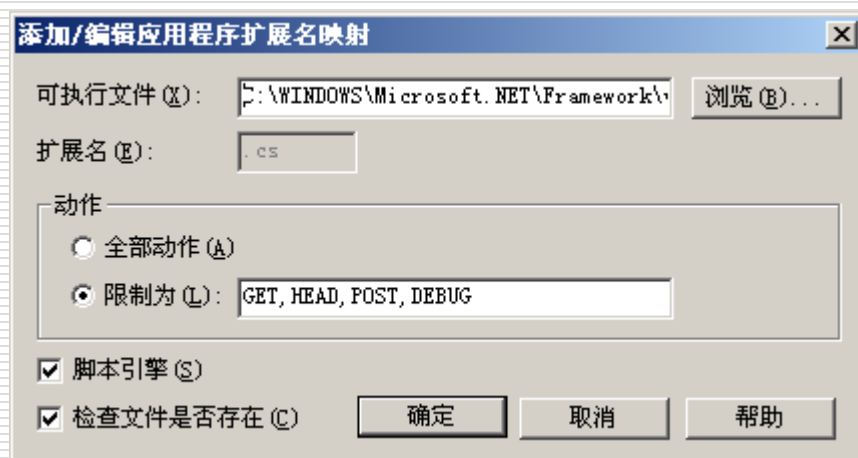 添加/编辑应用程序扩展名映射
可执行文件(X): C:\WINDOWS\Microsoft.NET\Framework\ 浏览(B)...
扩展名(E): .cs
动作
全部动作(A)
限制为(L): GET,HEAD,POST,DEBUG
脚本引擎(S)
检查文件是否存在(C) 确定 取消 帮助